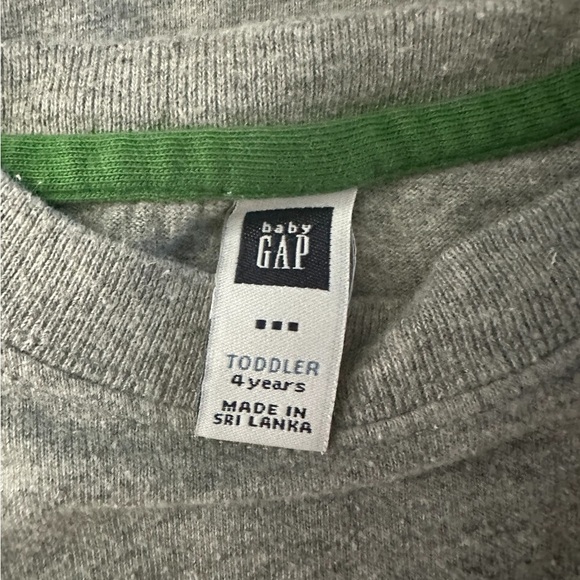 baby
GAP
TODDLER
4 years
MADE IN
SRI LANKA